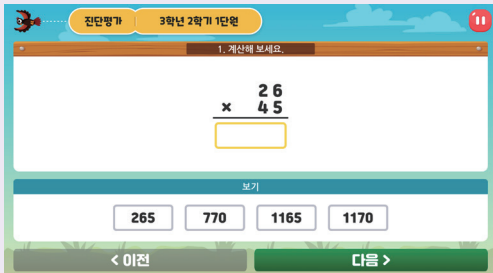 진단평가 3학년 2학기 1단원
1. 계산해 보세요.
26
× 45
보기
265 770 1165 1170
< 이전 다음 >